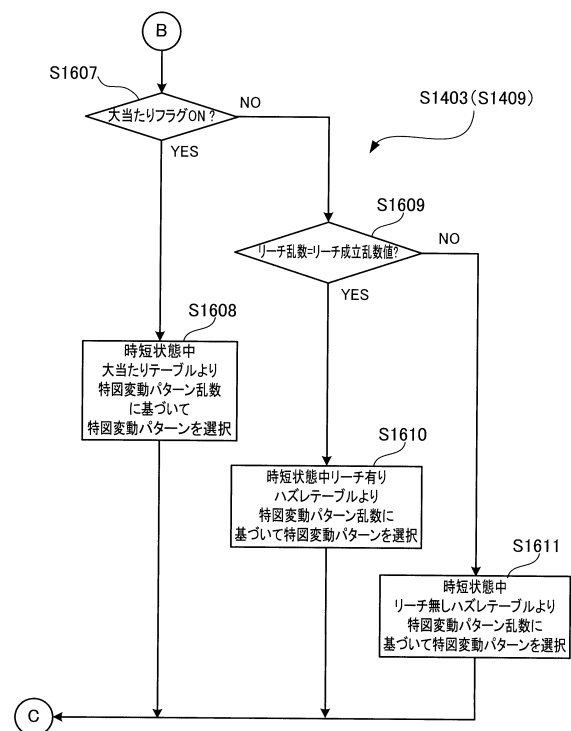 B
S1607
大当たりフラグON？
NO
YES
S1403（S1409）
S1609
リーチ乱数=リーチ成立乱数値?
NO
YES
S1608
時短状態中
大当たりテーブルより
特図変動パターン乱数
に基づいて
特図変動パターンを選択
S1610
時短状態中リーチ有り
ハズレテーブルより
特図変動パターン乱数に
基づいて特図変動パターンを選択
S1611
時短状態中
リーチ無しハズレテーブルより
特図変動パターン乱数に
基づいて特図変動パターンを選択
C